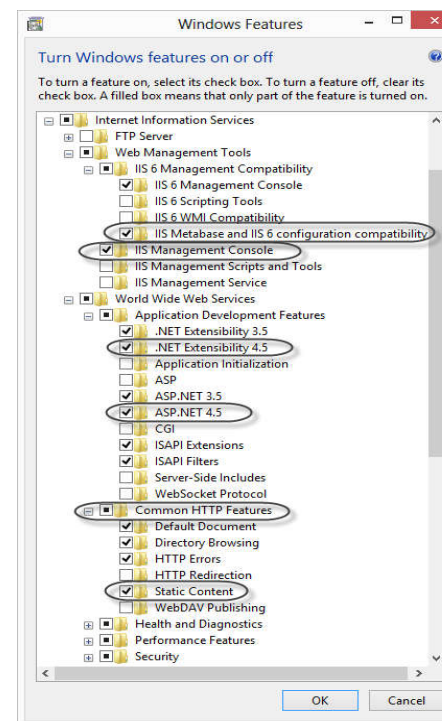 Windows Features
Turn Windows features on or off
To turn a feature on, select its check box. To turn a feature off, clear its
check box. A filled box means that only part of the feature is turned on.
Internet Information Services
FTP Server
Web Management Tools
IIS 6 Management Compatibility
IIS 6 Management Console
IIS 6 Scripting Tools
IIS 6 WMI Compatibility
IIS Metabase and IIS 6 configuration compatibility
IIS Management Console
IIS Management Scripts and Tools
IIS Management Service
World Wide Web Services
Application Development Features
.NET Extensibility 3.5
.NET Extensibility 4.5
Application Initialization
ASP
ASP.NET 3.5
ASP.NET 4.5
CGI
ISAPI Extensions
ISAPI Filters
Server-Side Includes
WebSocket Protocol
Common HTTP Features
Default Document
Directory Browsing
HTTP Errors
HTTP Redirection
Static Content
WebDAV Publishing
Health and Diagnostics
Performance Features
Security
OK Cancel